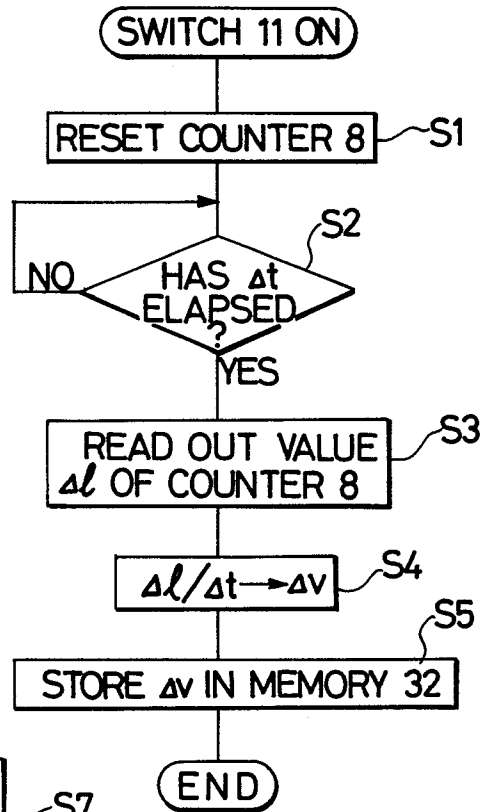 SWITCH 11 ON
RESET COUNTER 8
S1
S2
NO
HAS Δt
ELAPSED
?
YES
READ OUT VALUE
Δl OF COUNTER 8
S3
Δl/Δt→Δv
S4
S5
STORE Δv IN MEMORY 32
END
S7